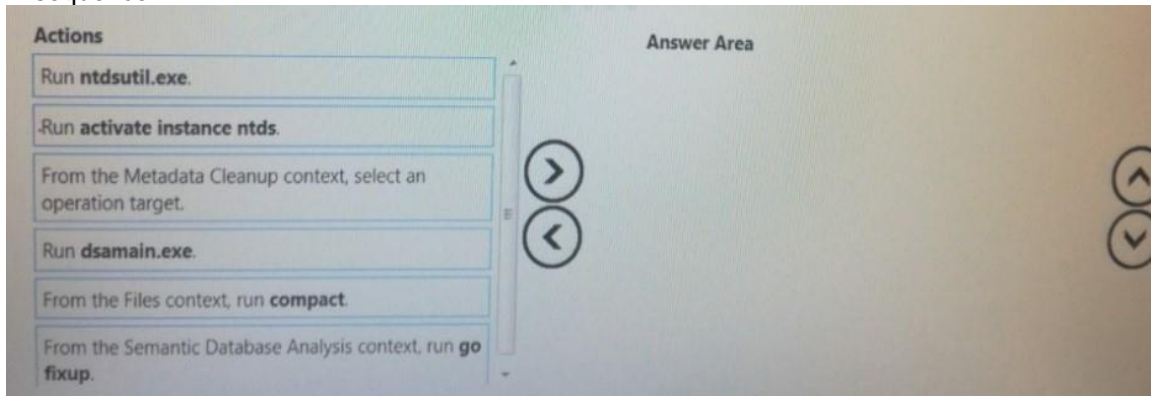 Actions
Answer Area
Run ntdsutil.exe.
Run activate instance ntds.
From the Metadata Cleanup context, select an
operation target.
Run dsamain.exe.
From the Files context, run compact.
From the Semantic Database Analysis context, run go
fixup.